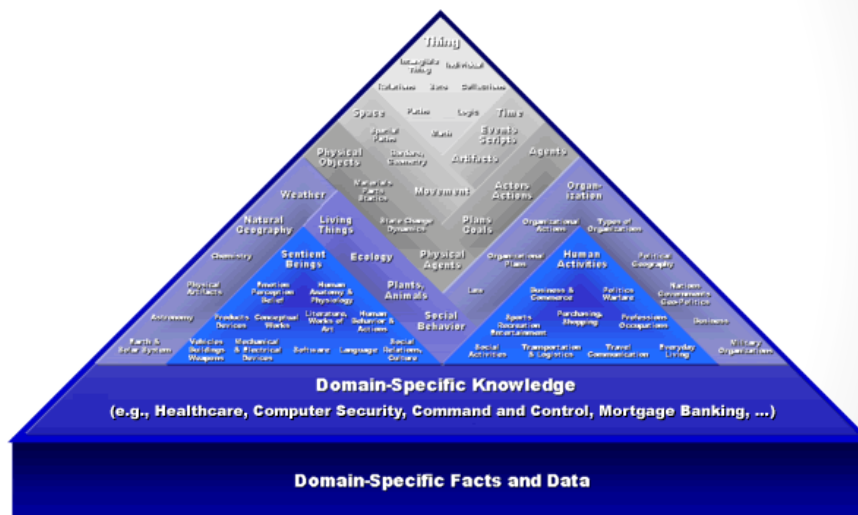 Thing
Intangible Individual
Thing
Relations Sets Collections
Space Paths Logic Time
Spatial Math Events
Paths Scripts
Physical Borders, Artifacts Agents
Objects Geometry
Materials Movement Actors Organ-
Parts Actions ization
Statics
Weather
Natural Living State Change Plans Organizational Types of
Geography Things Dynamics Goals Actions Organizations
Chemistry Sentient Ecology Physical Organizational Human Political
Beings Agents Plans Activities Geography
Physical Emotion Human Plants, Law Business & Politics Nations
Artifacts Perception Anatomy & Animals Commerce Warfare Governments
Belief Physiology Geo-Politics
Astronomy Products Conceptual Literature, Human Social Sports Purchasing, Professions Business
Devices Works Works of Behavior & Behavior Recreation Shopping Occupations
Art Actions Entertainment
Earth & Vehicles Mechanical Software Language Social Social Transportation Travel Everyday Military
Solar System Buildings & Electrical Relations, Activities & Logistics Communication Living Organizations
Weapons Devices Culture
Domain-Specific Knowledge
(e.g., Healthcare, Computer Security, Command and Control, Mortgage Banking, ...)
Domain-Specific Facts and Data